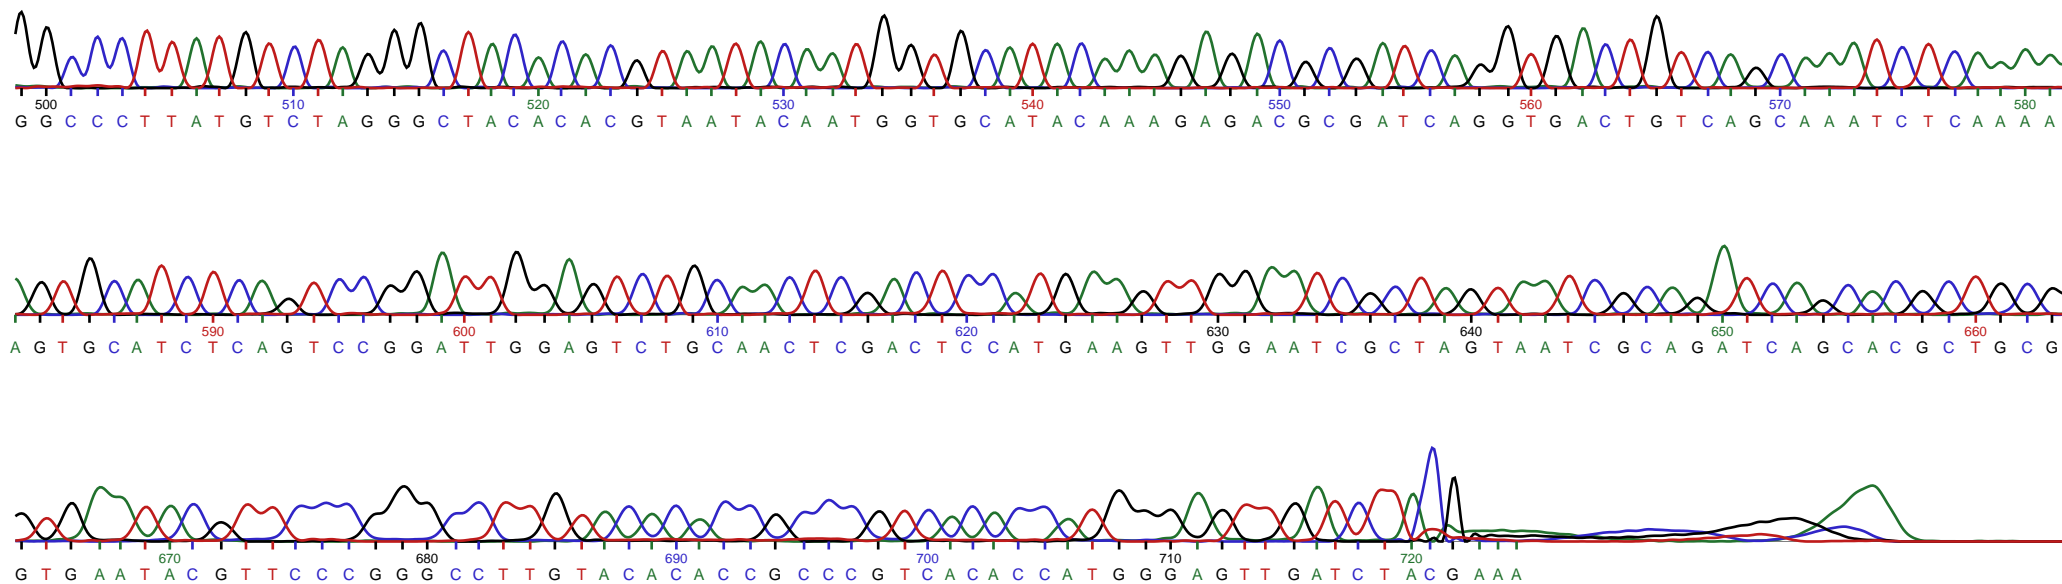 500 510 520 530 540 550 560 570 580
G G C C C T T A T G T C T A G G G C T A C A C A C G T A A T A C A A T G G T G C A T A C A A A G A G A C G C G A T C A G G T G A C T G T C A G C A A A T C T C A A A A
590 600 610 620 630 640 650 660
A G T G C A T C T C A G T C C G G A T T G G A G T C T G C A A C T C G A C T C C A T G A A G T T G G A A T C G C T A G T A A T C G C A G A T C A G C A C G C T G C G
670 680 690 700 710 720
G T G A A T A C G T T C C C G G G C C T T G T A C A C A C C G C C C G T C A C A C C A T G G G A G T T G A T C T A C G A A A